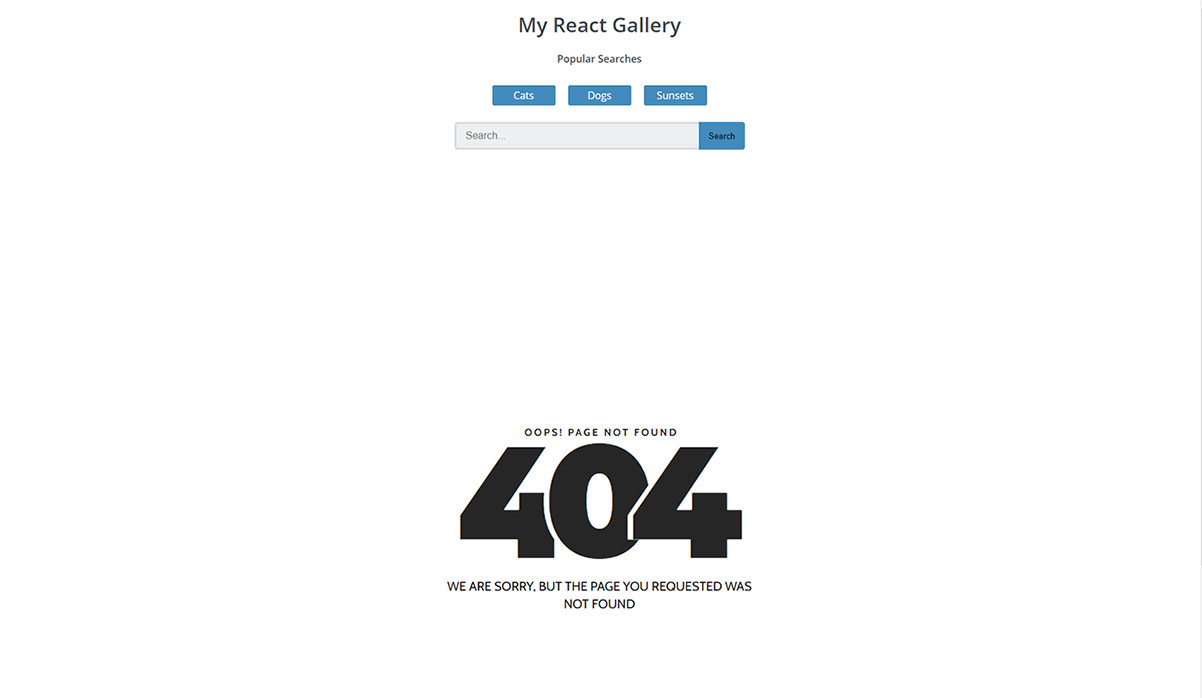 My React Gallery
Popular Searches
Cats Dogs Sunsets
Search... Search
OOPS! PAGE NOT FOUND
404
WE ARE SORRY, BUT THE PAGE YOU REQUESTED WAS
NOT FOUND